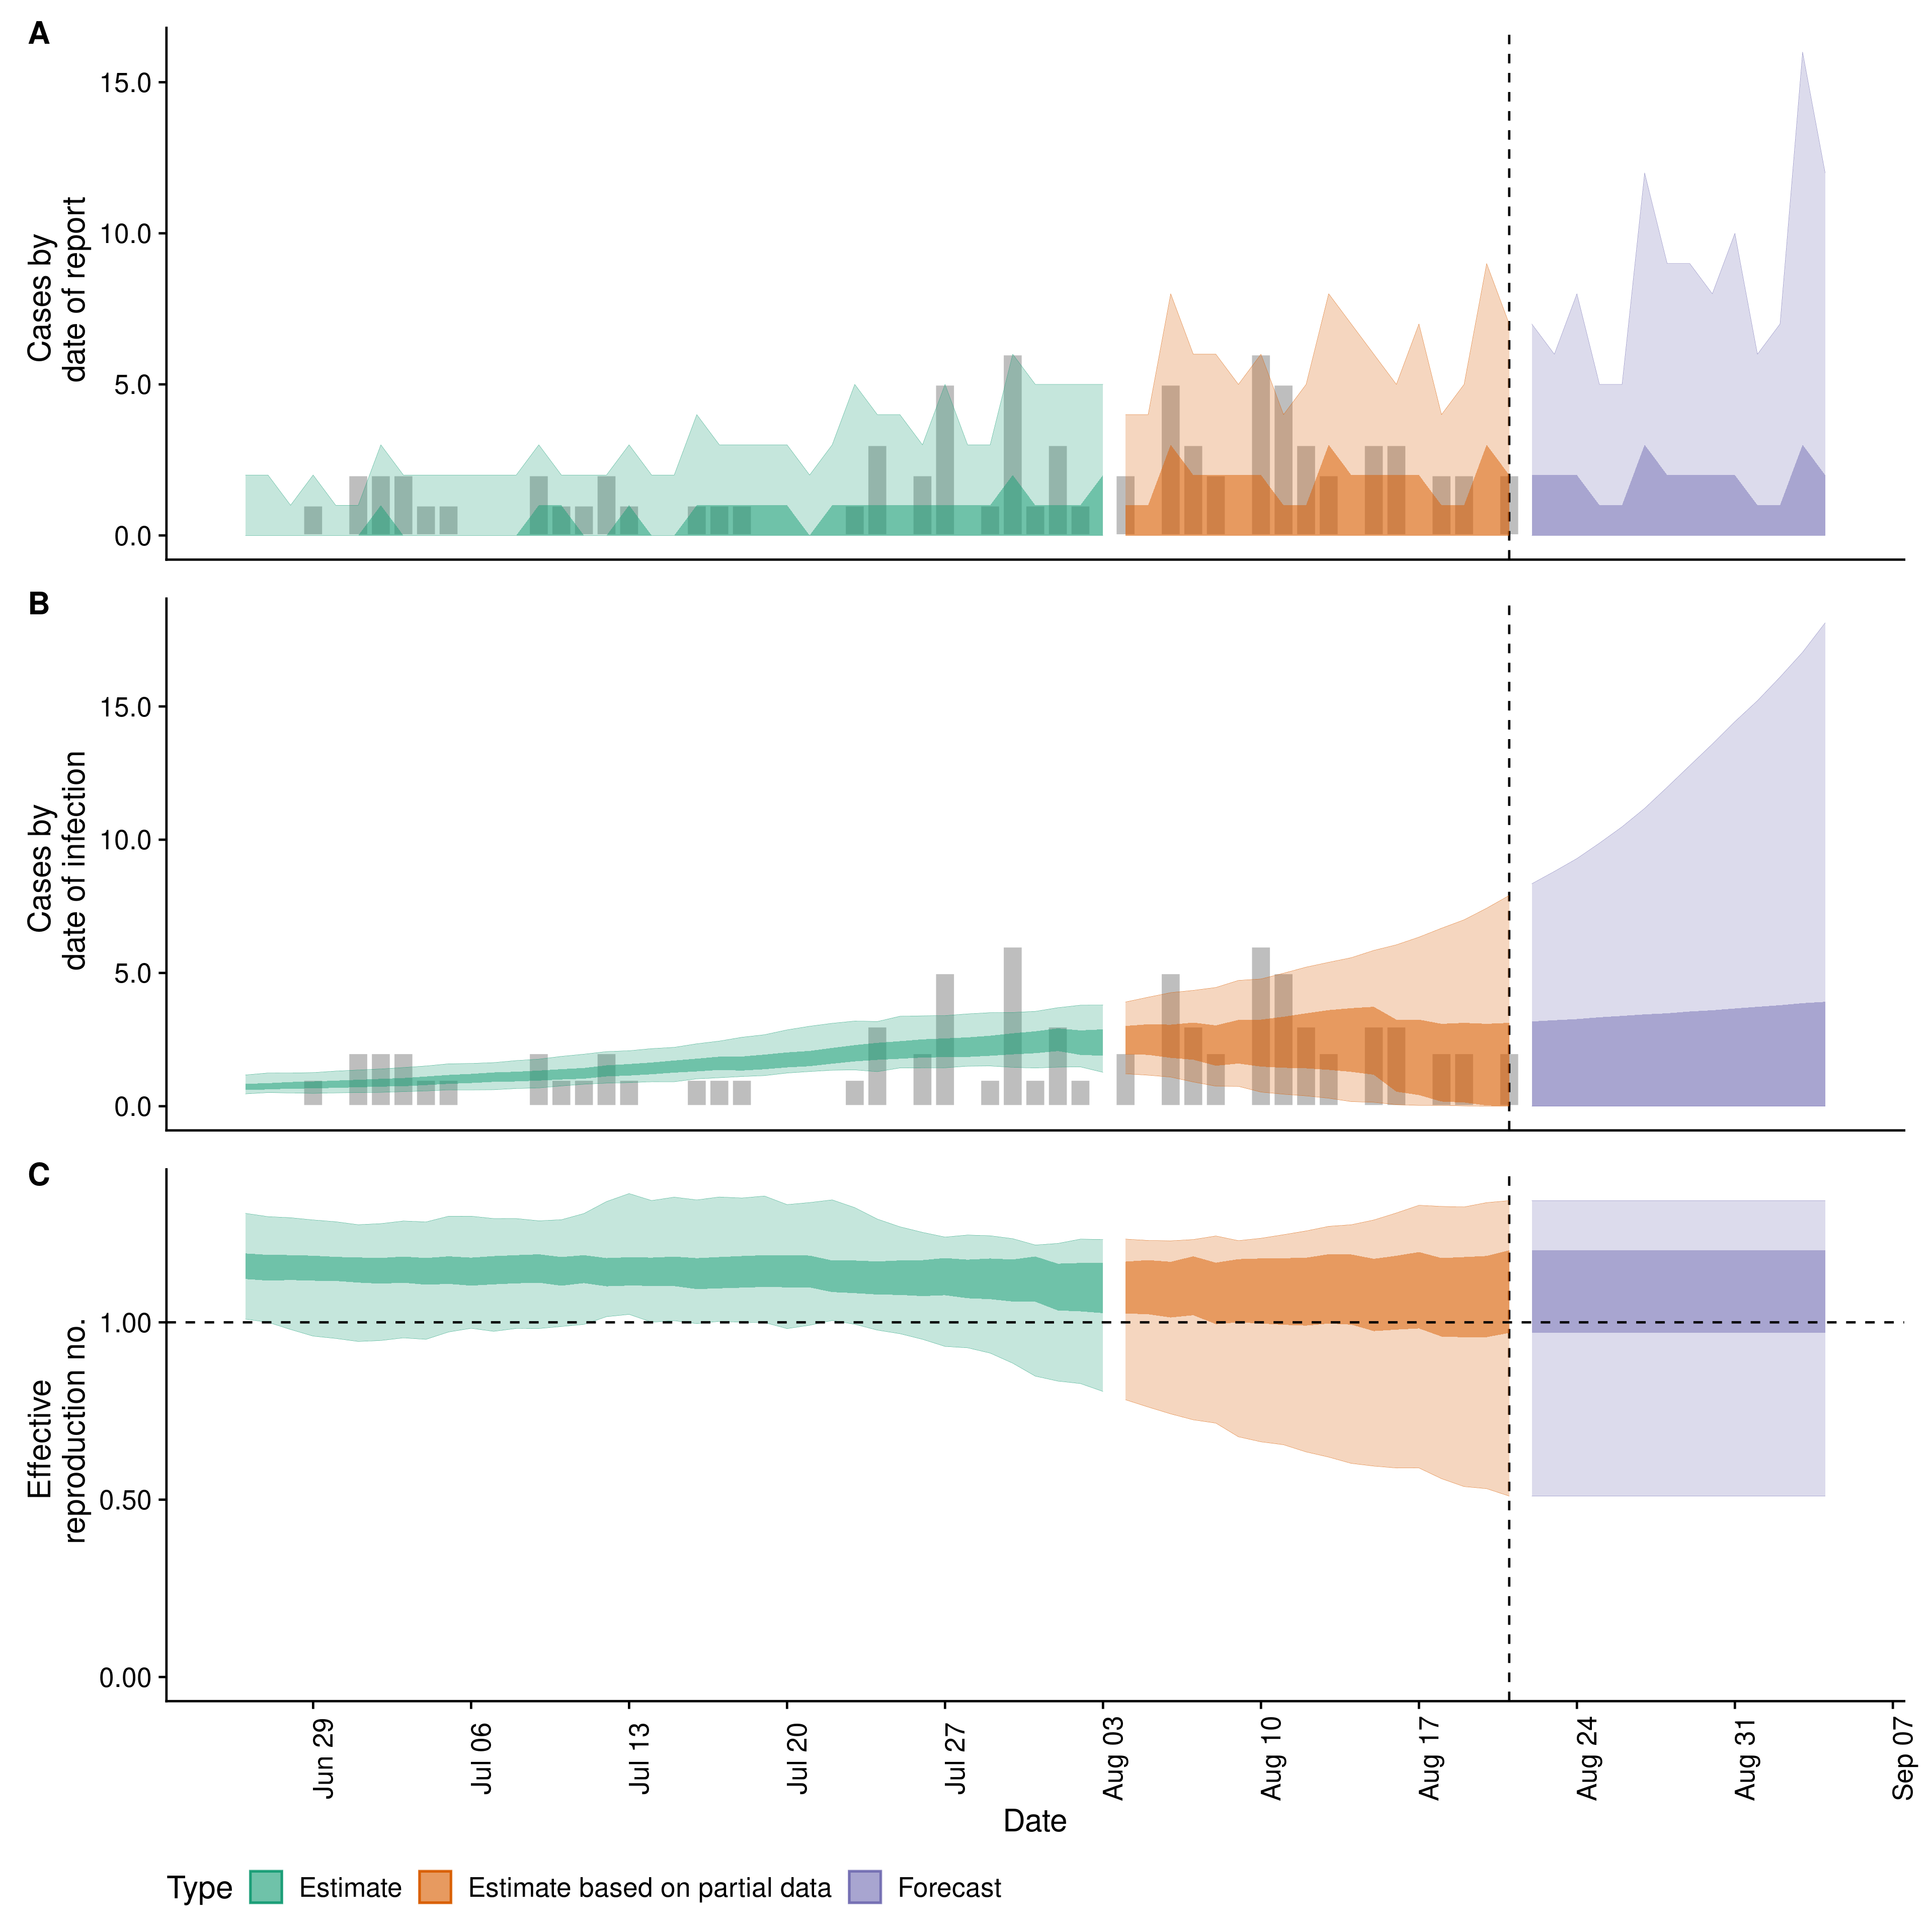 A
Cases by
date of report
15.0
10.0
5.0
0.0
B
Cases by
date of infection
15.0
10.0
5.0
0.0
C
Effective
reproduction no.
1.00
0.50
0.00
Jun 29
Jul 06
Jul 13
Jul 20
Jul 27
Aug 03
Aug 10
Aug 17
Aug 24
Aug 31
Sep 07
Date
Type Estimate Estimate based on partial data Forecast